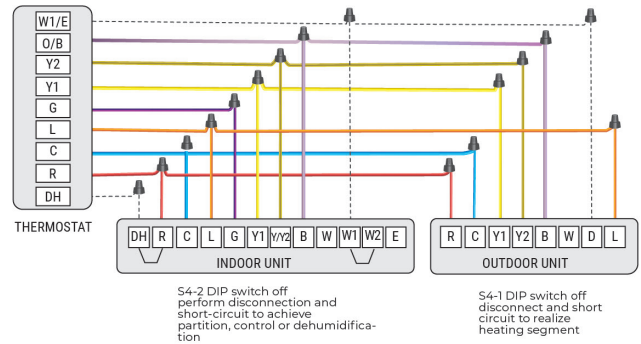 W1/E
O/B
Y2
Y1
G
L
C
R
DH
THERMOSTAT
DH R C L G Y1 Y/Y2 B W W1 W2 E
INDOOR UNIT
R C Y1 Y2 B W D L
OUTDOOR UNIT
S4-2 DIP switch off
perform disconnection and
short-circuit to achieve
partition, control or dehumidifica-
tion
S4-1 DIP switch off
disconnect and short
circuit to realize
heating segment